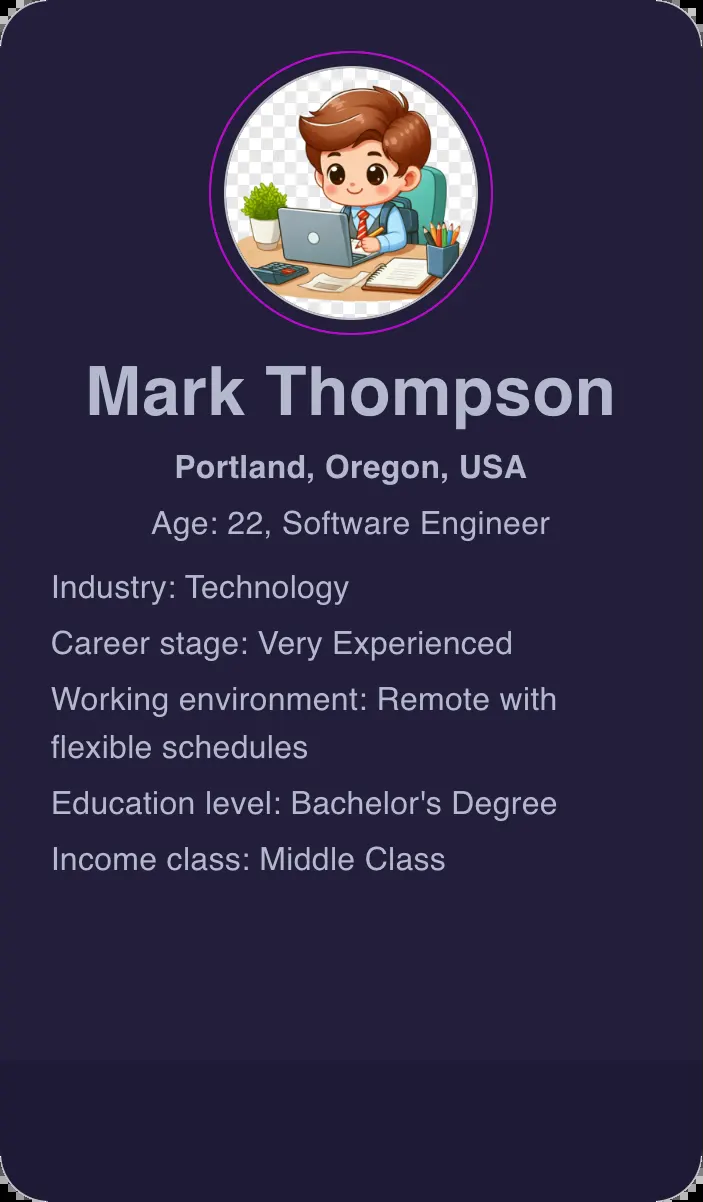 Mark Thompson
Portland, Oregon, USA
Age: 22, Software Engineer
Industry: Technology
Career stage: Very Experienced
Working environment: Remote with
flexible schedules
Education level: Bachelor's Degree
Income class: Middle Class